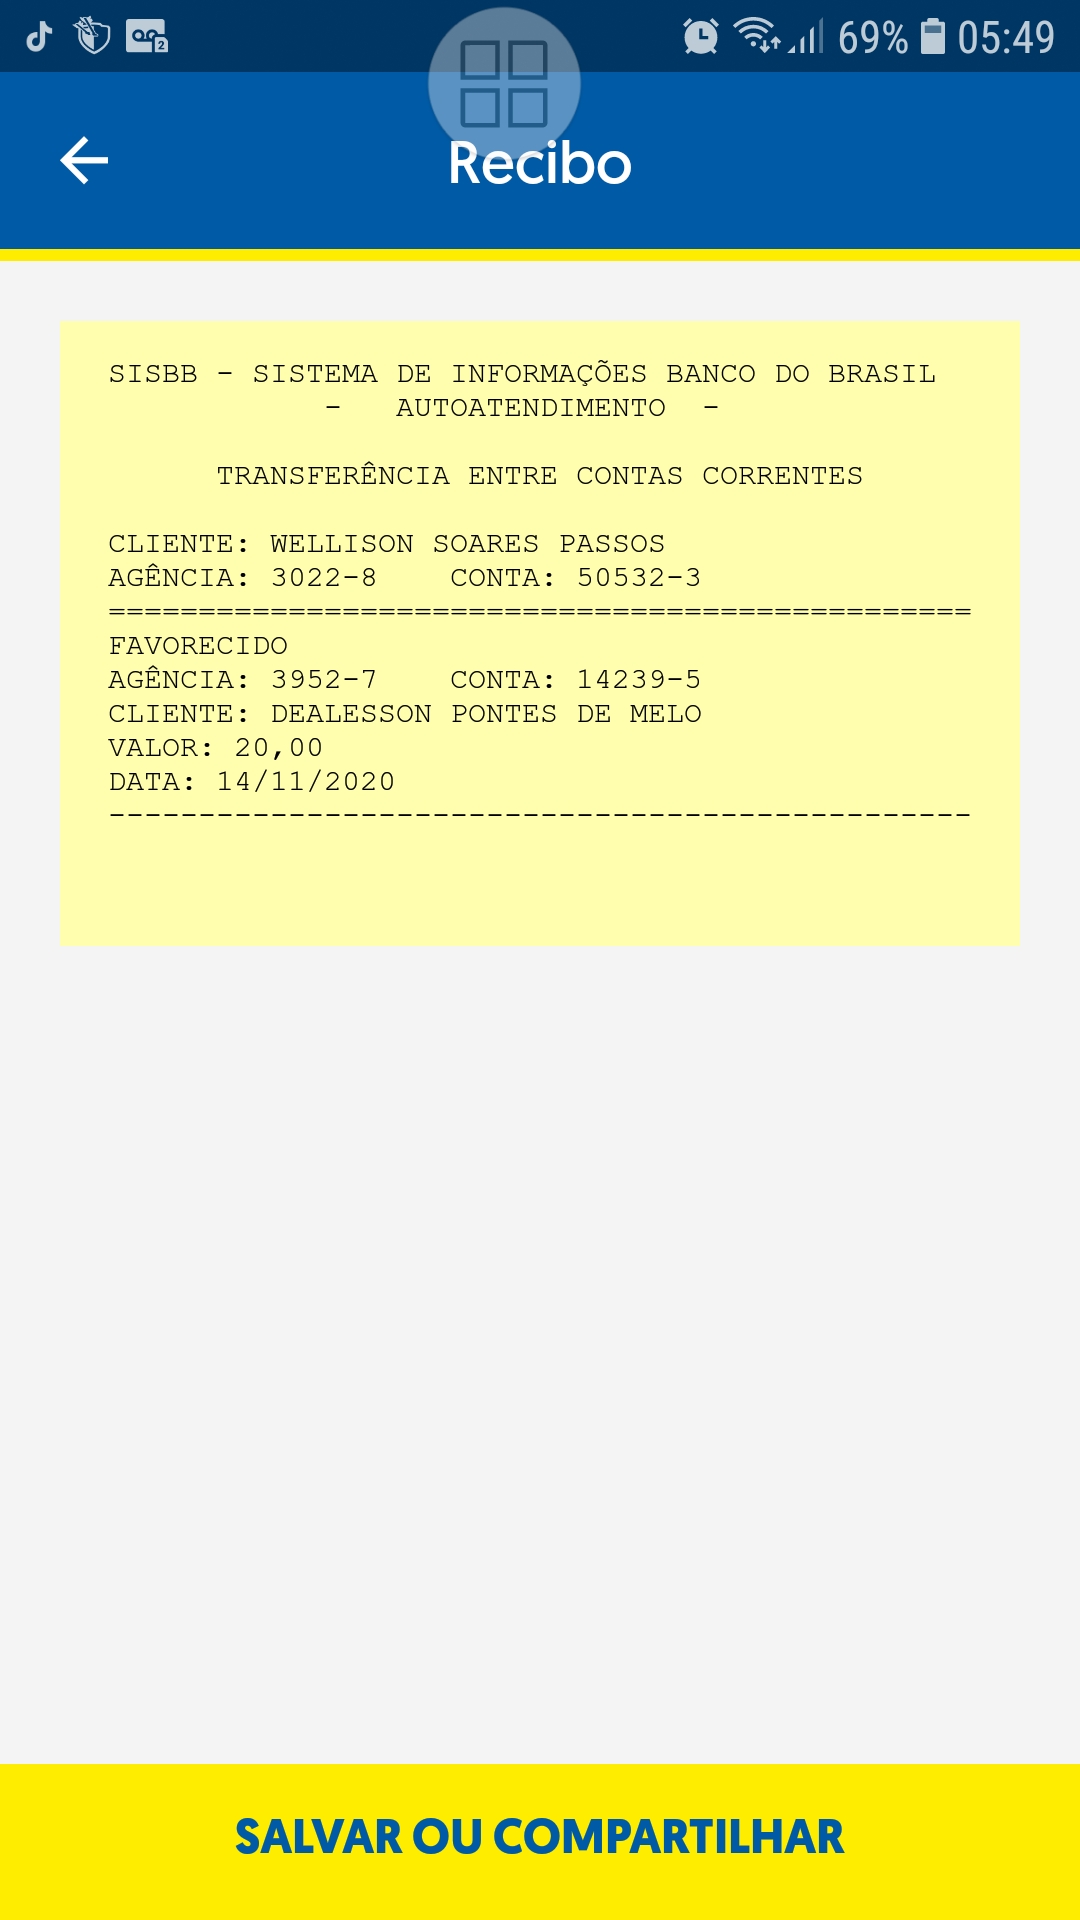 69% 05:49
Recibo
SISBB - SISTEMA DE INFORMAÇÕES BANCO DO BRASIL
- AUTOATENDIMENTO -
TRANSFERÊNCIA ENTRE CONTAS CORRENTES
CLIENTE: WELLISON SOARES PASSOS
AGÊNCIA: 3022-8 CONTA: 50532-3
================================================
FAVORECIDO
AGÊNCIA: 3952-7 CONTA: 14239-5
CLIENTE: DEALESSON PONTES DE MELO
VALOR: 20,00
DATA: 14/11/2020
------------------------------------------------
SALVAR OU COMPARTILHAR